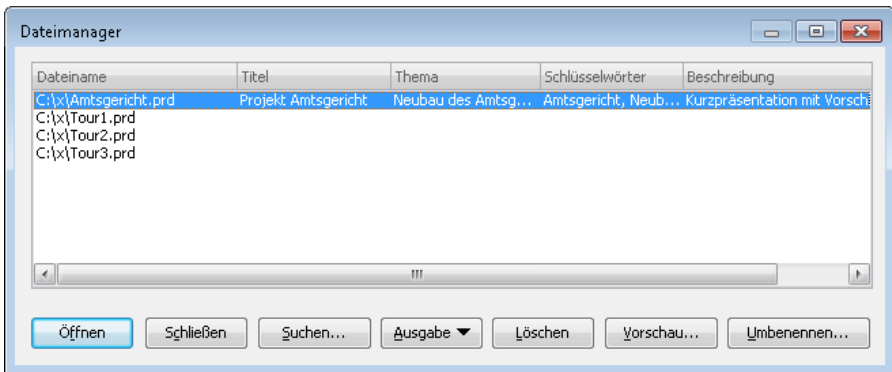 Dateimanager
Dateiname Titel Thema Schlüsselwörter Beschreibung
C:\x\Amtsgericht.prd Projekt Amtsgericht Neubau des Amtsg... Amtsgericht, Neub... Kurzpräsentation mit Vorsch
C:\x\Tour1.prd
C:\x\Tour2.prd
C:\x\Tour3.prd
Öffnen Schließen Suchen... Ausgabe Löschen Vorschau... Umbenennen...